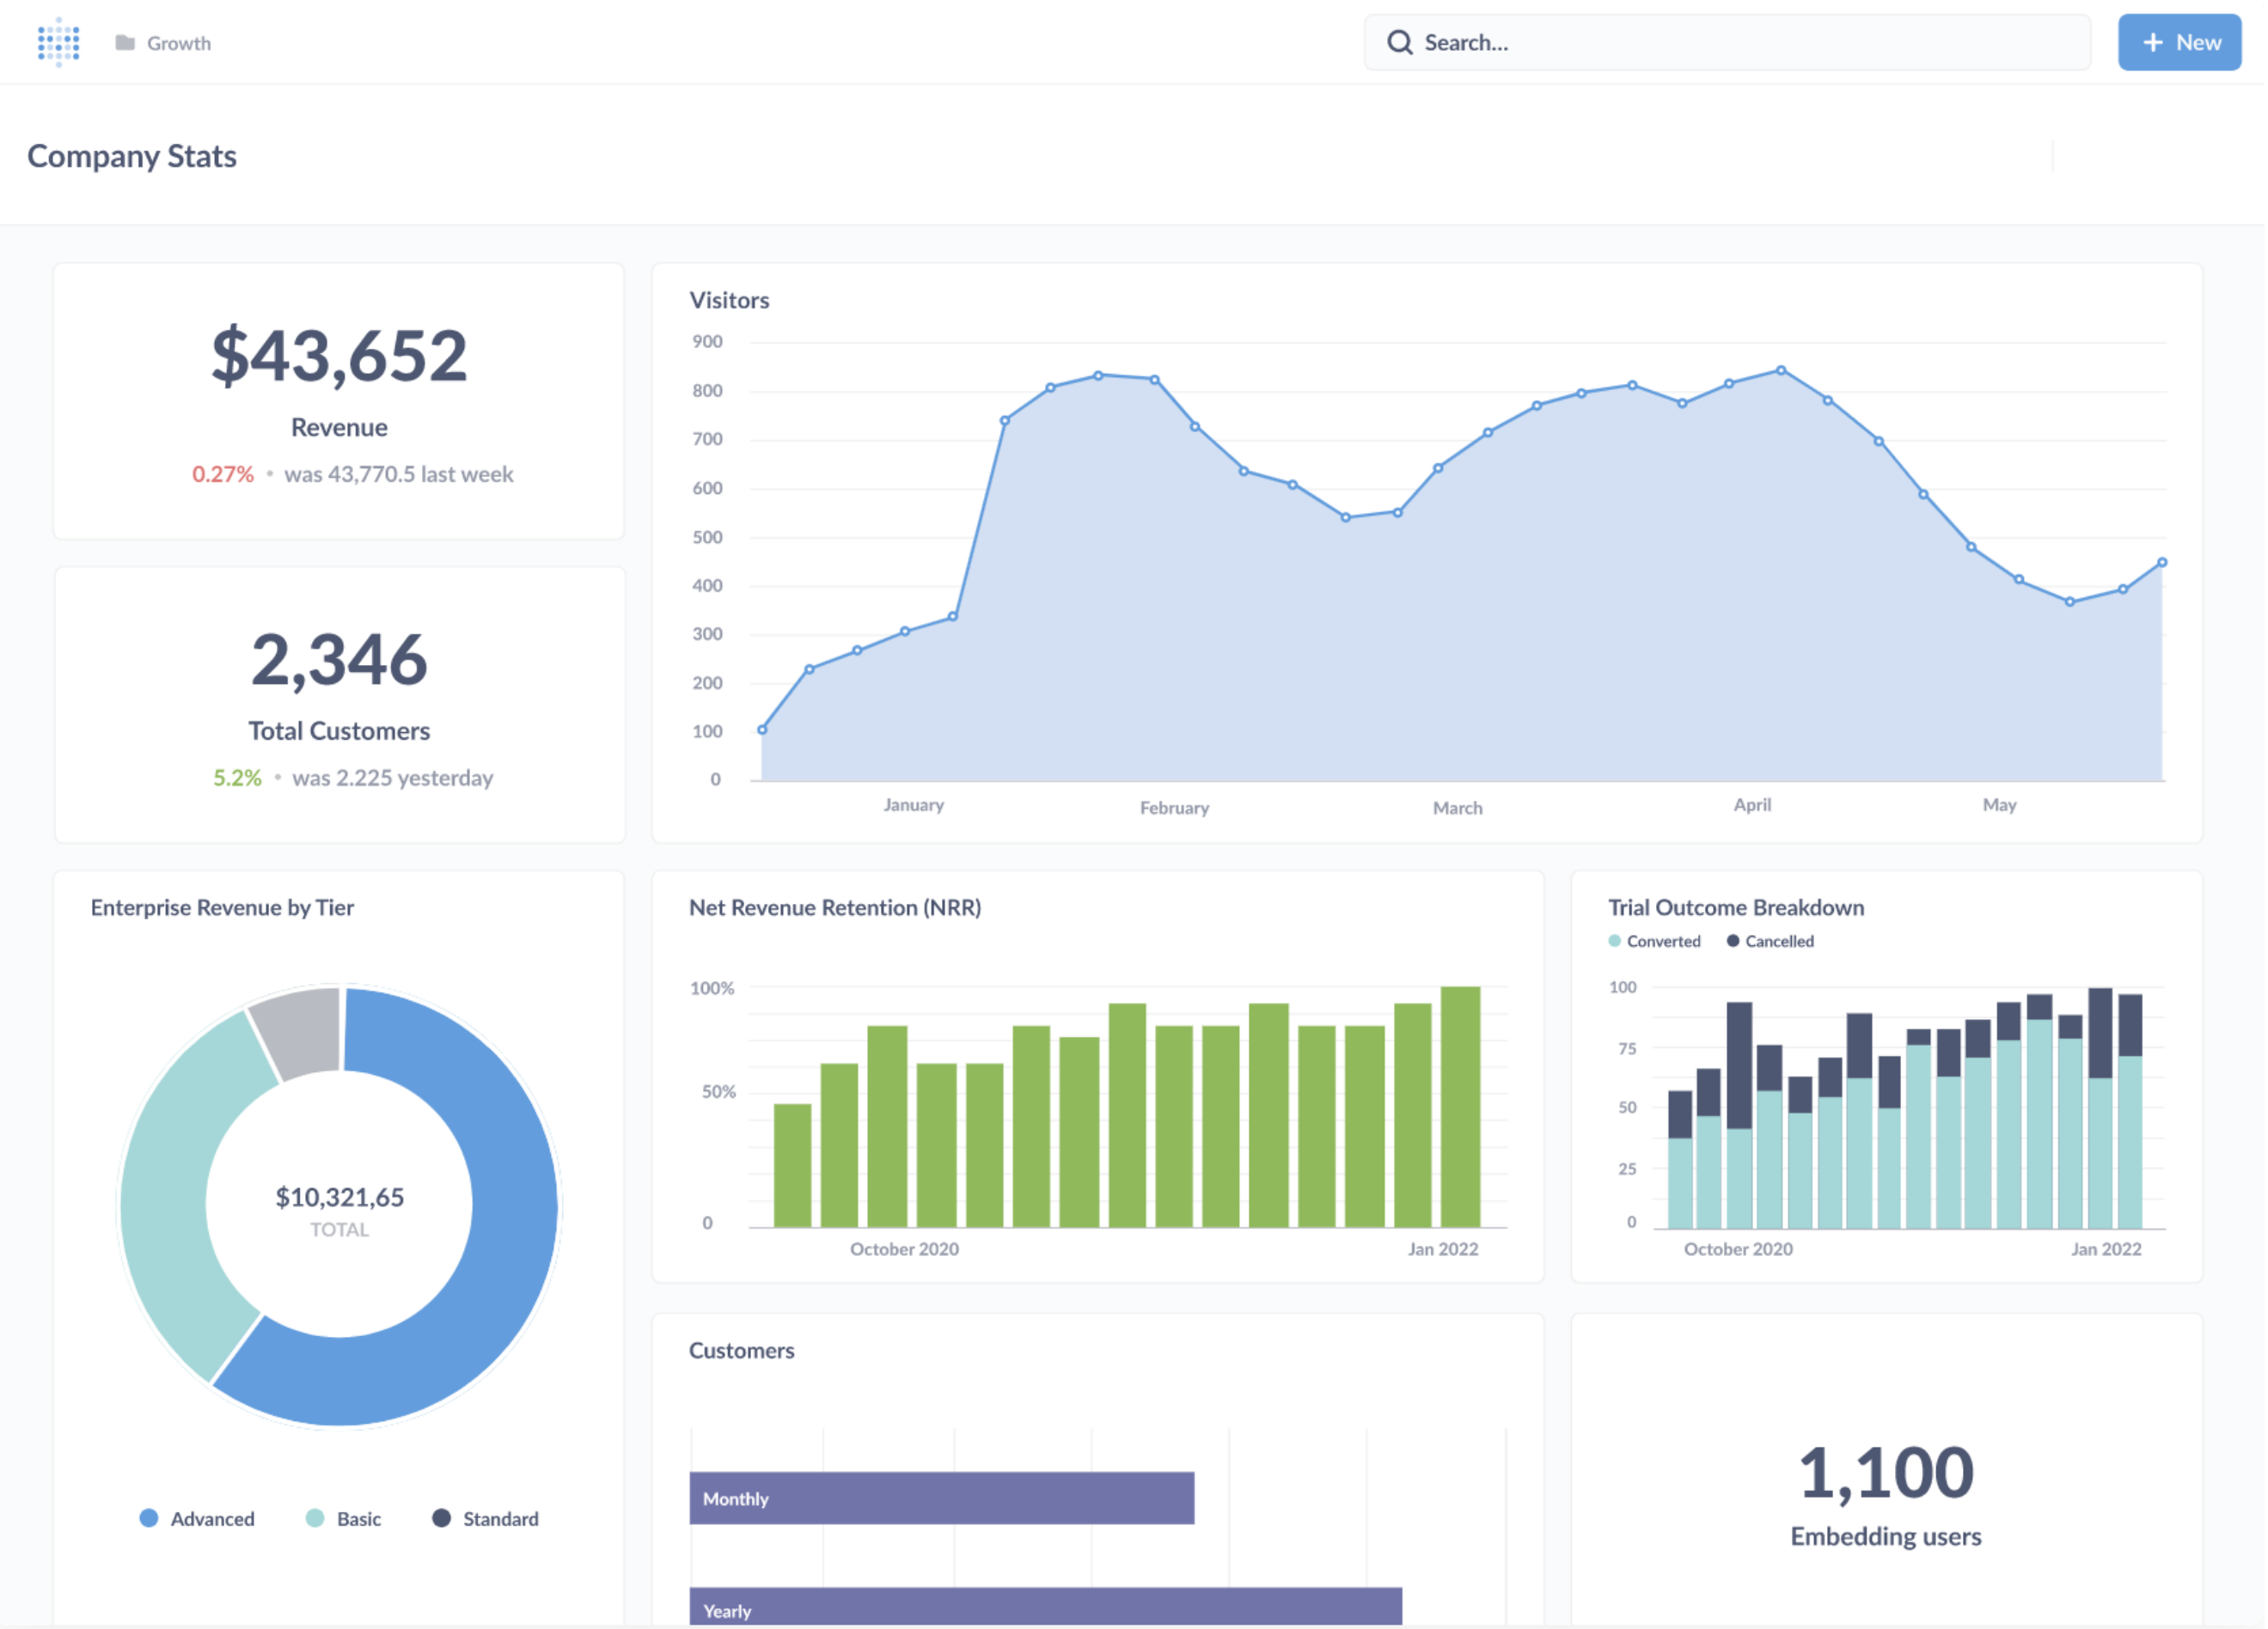 Growth
Search...
+ New
Company Stats
$43,652
Revenue
0.27% • was 43,770.5 last week
2,346
Total Customers
5.2% • was 2.225 yesterday
Visitors
900
800
700
600
500
400
300
200
100
0
January February March April May
Enterprise Revenue by Tier
$10,321,65
TOTAL
Advanced Basic Standard
Net Revenue Retention (NRR)
100%
50%
0
October 2020 Jan 2022
Trial Outcome Breakdown
Converted Cancelled
100
75
50
25
0
October 2020 Jan 2022
Customers
Monthly
Yearly
1,100
Embedding users